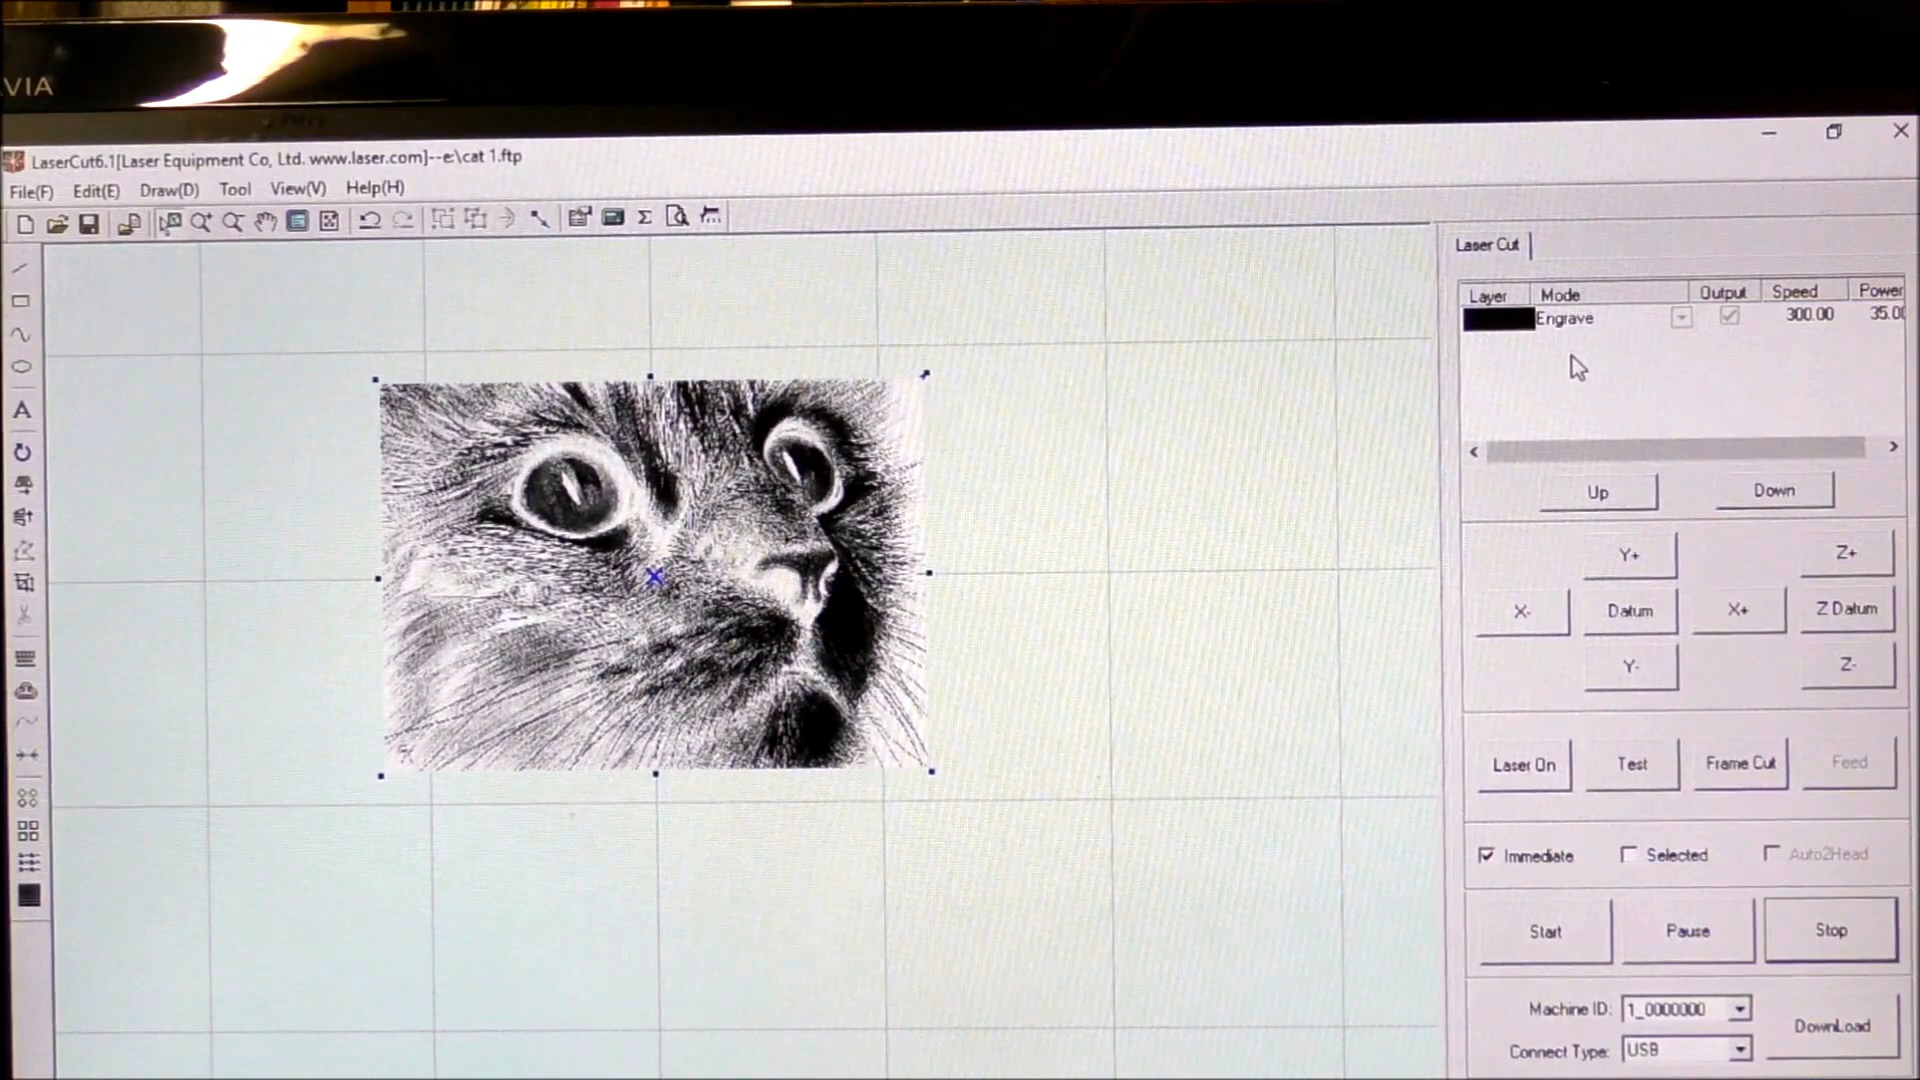 VIA
LaserCut6.1[Laser Equipment Co, Ltd. www.laser.com]--e:\cat 1.ftp
File(F) Edit(E) Draw(D) Tool View(V) Help(H)
Laser Cut
Layer Mode Output Speed Power
Engrave 300.00 35.00
Up Down
Y+ Z+
X- Datum X+ Z Datum
Y- Z-
Laser On Test Frame Cut Feed
Immediate Selected Auto2Head
Start Pause Stop
Machine ID: 1_0000000
DownLoad
Connect Type: USB